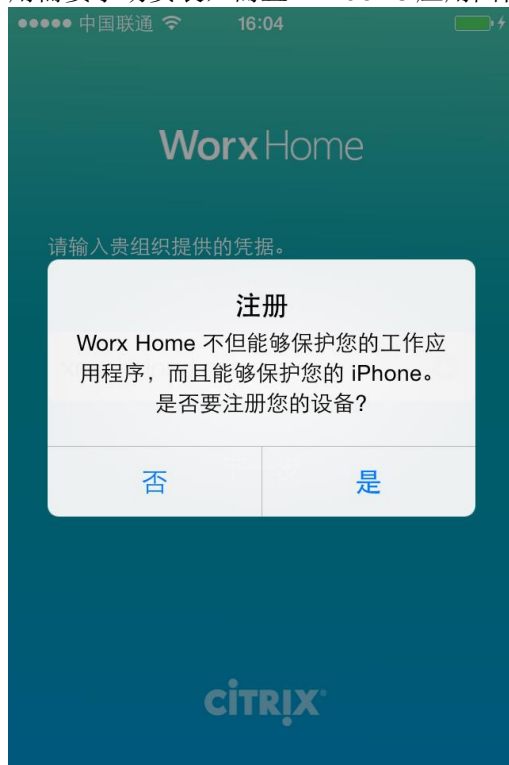 中国联通 16:04
Worx Home
请输入贵组织提供的凭据。
注册
Worx Home 不但能够保护您的工作应
用程序，而且能够保护您的 iPhone。
是否要注册您的设备?
否 是
CİTRIX